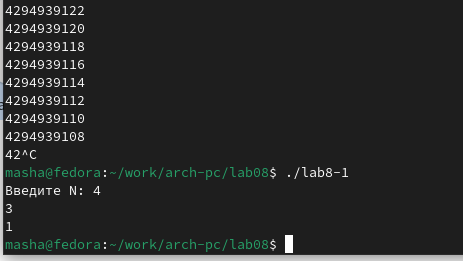 4294939122
4294939120
4294939118
4294939116
4294939114
4294939112
4294939110
4294939108
42^C
masha@fedora:~/work/arch-pc/lab08$ ./lab8-1
Введите N: 4
3
1
masha@fedora:~/work/arch-pc/lab08$